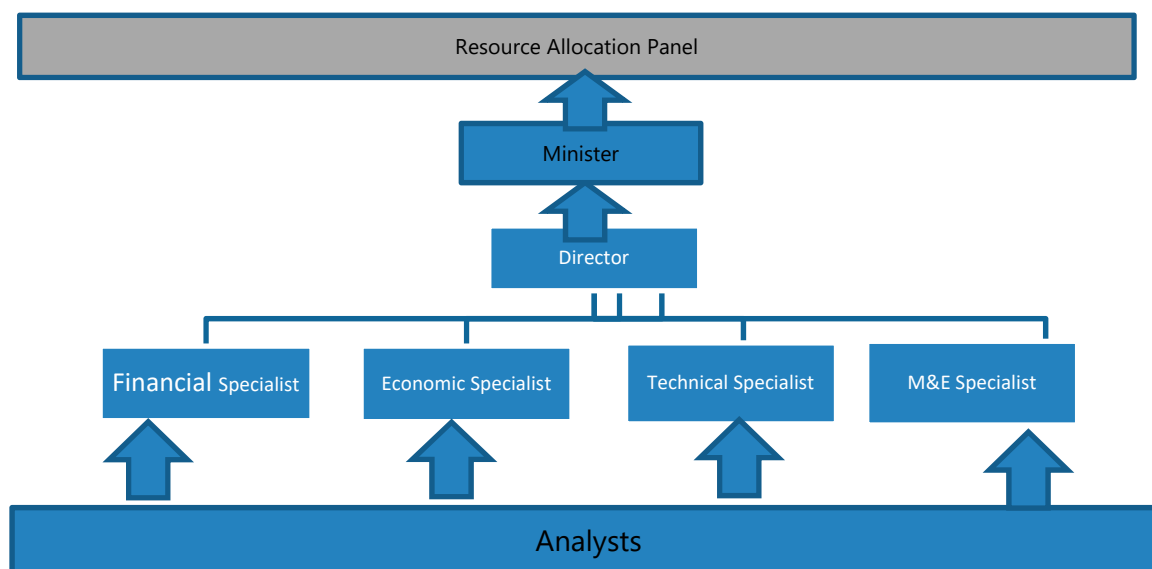 Resource Allocation Panel
Minister
Director
Financial Specialist
Economic Specialist
Technical Specialist
M&E Specialist
Analysts